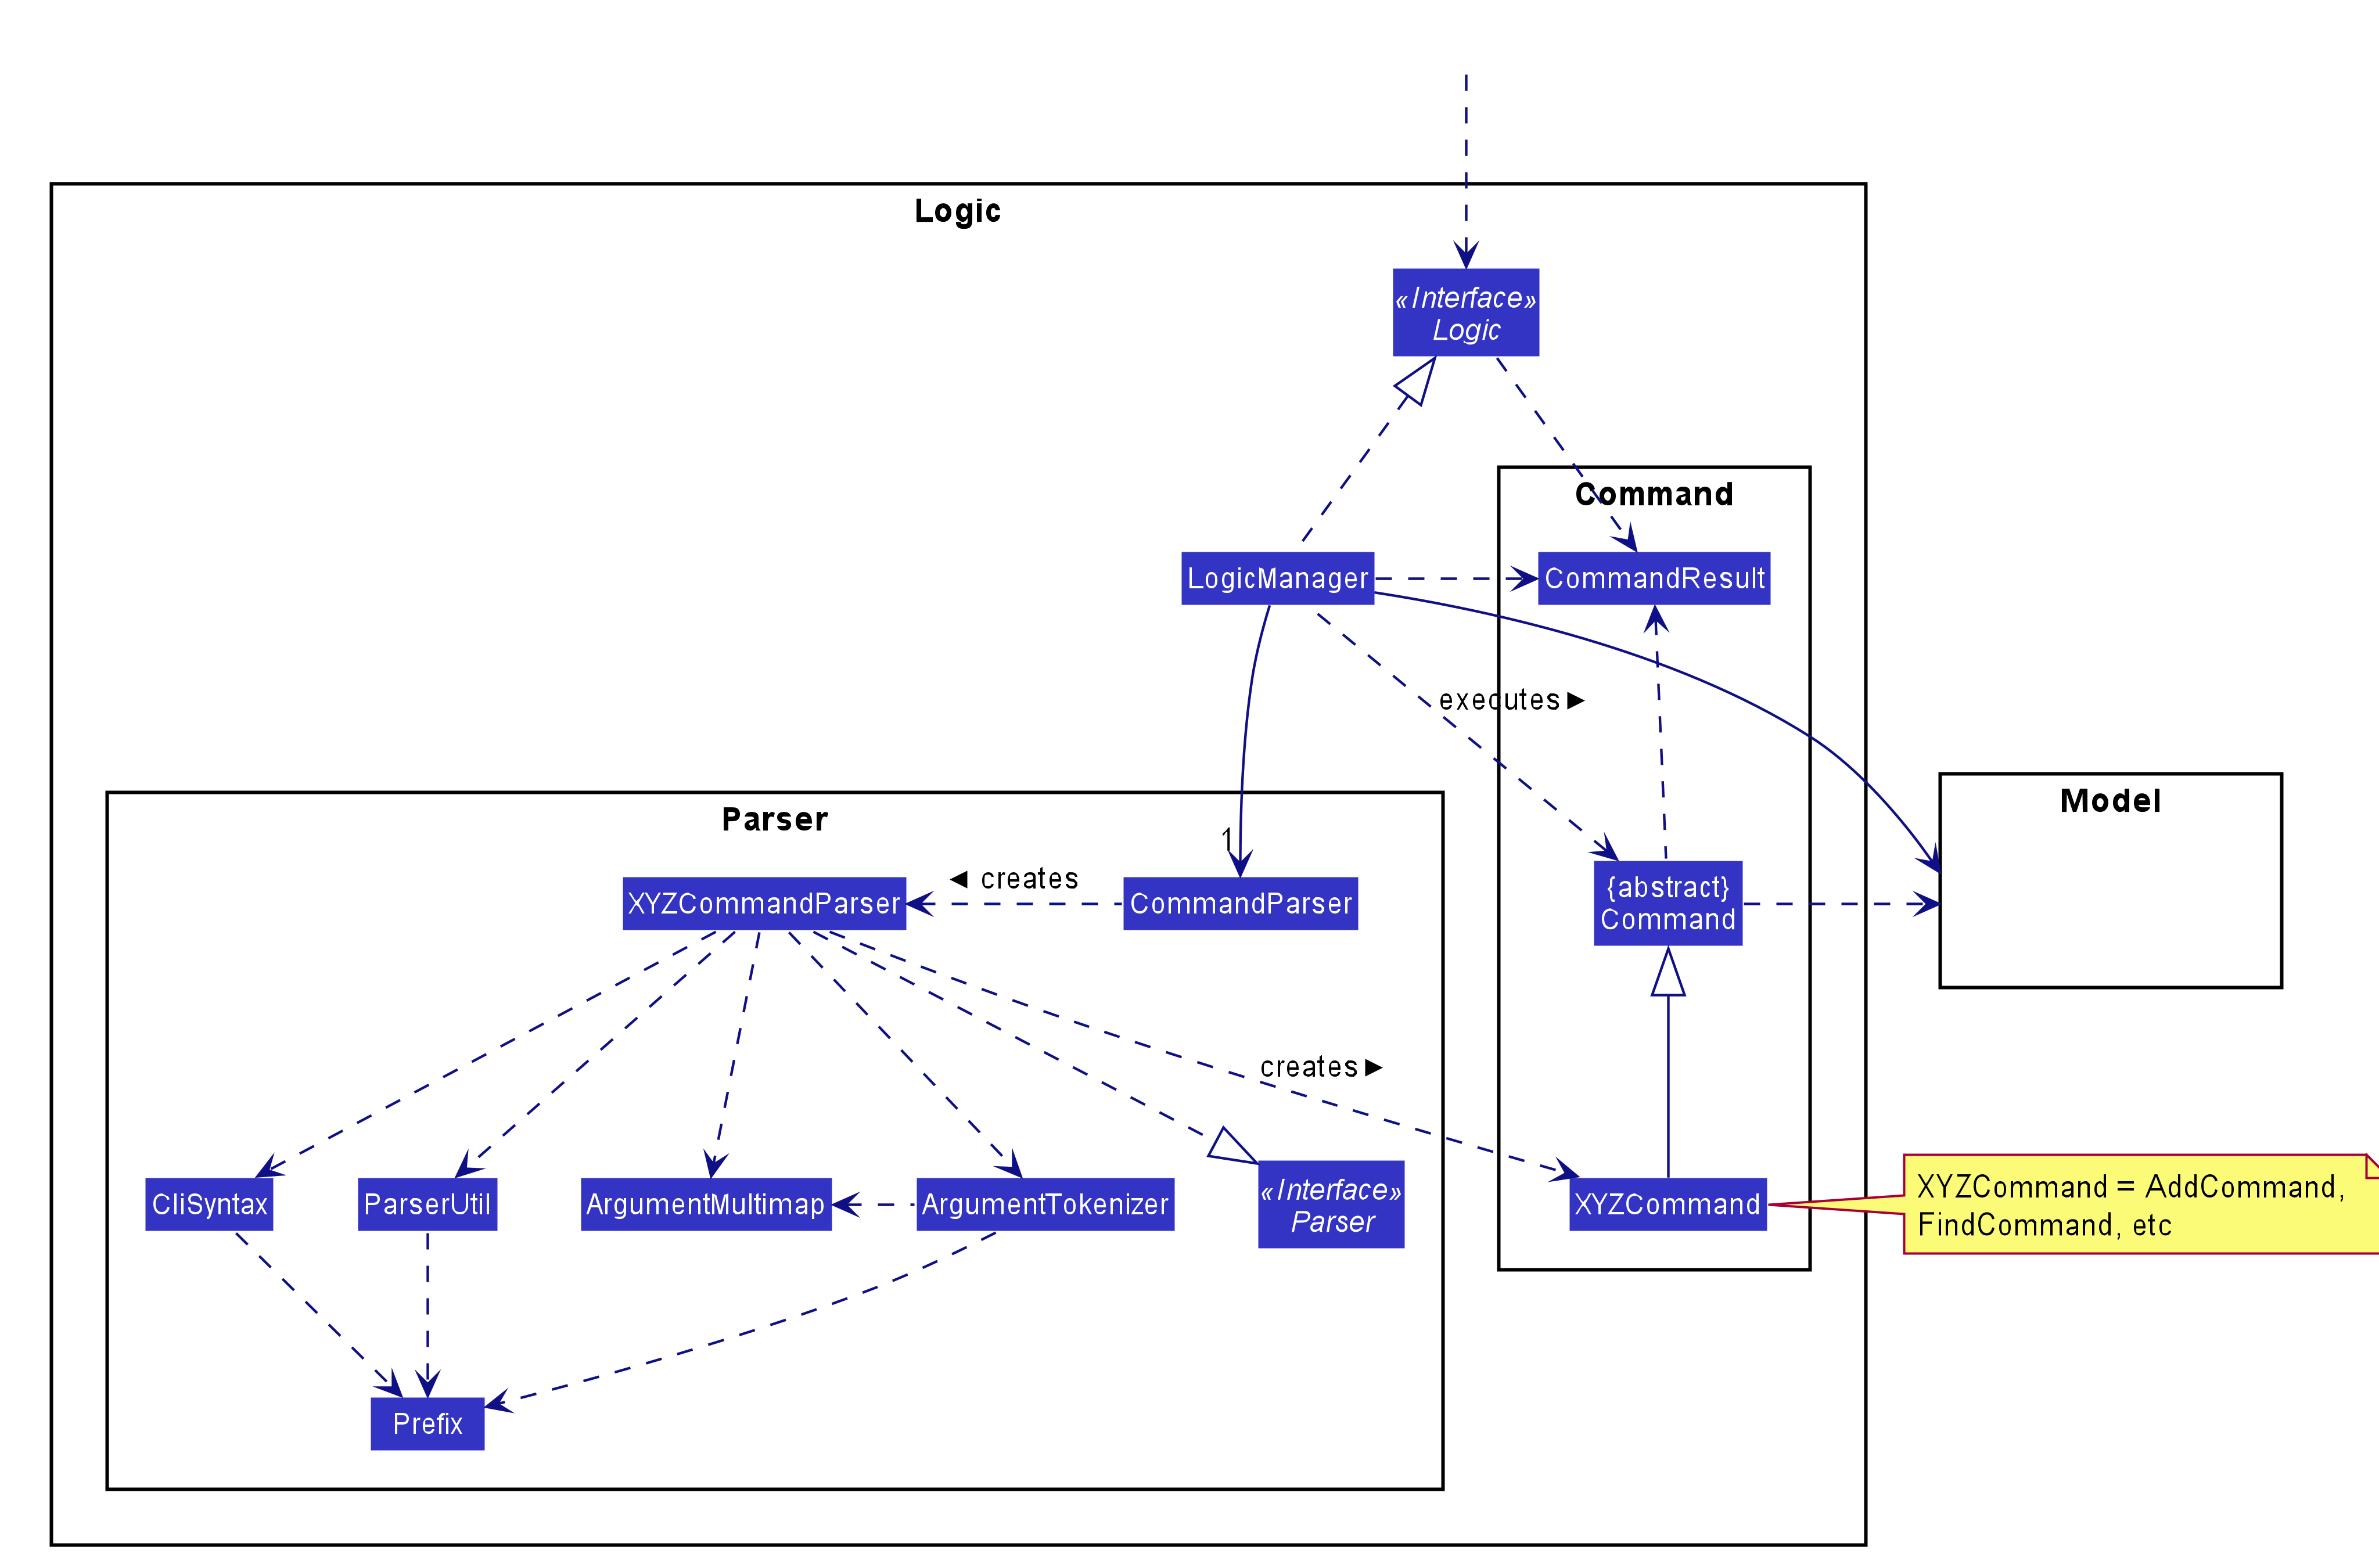 Logic
«Interface»
Logic
Command
LogicManager
CommandResult
executes ►
Parser
Model
1
XYZCommandParser
◄ creates
CommandParser
{abstract}
Command
creates ►
CliSyntax
ParserUtil
ArgumentMultimap
ArgumentTokenizer
«Interface»
Parser
XYZCommand
XYZCommand = AddCommand,
FindCommand, etc
Prefix